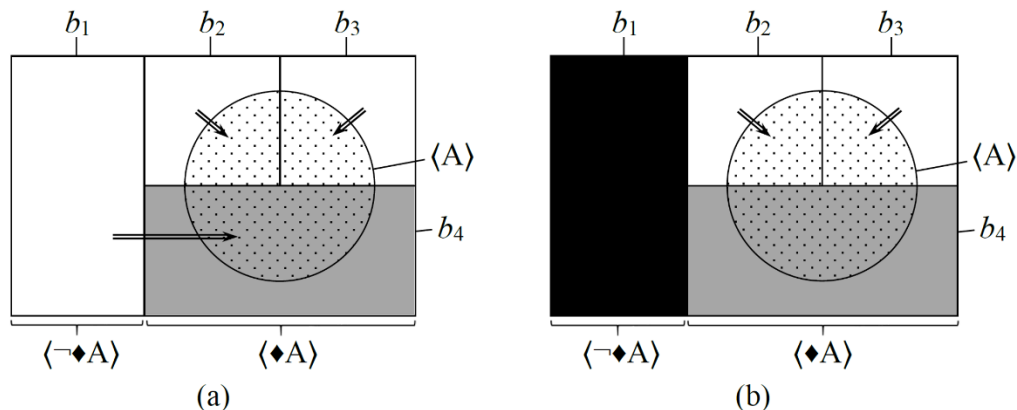 b₁ b₂ b₃ b₁ b₂ b₃
⟨A⟩ ⟨A⟩
b₄ b₄
⟨¬♦A⟩ ⟨♦A⟩ ⟨¬♦A⟩ ⟨♦A⟩
(a) (b)